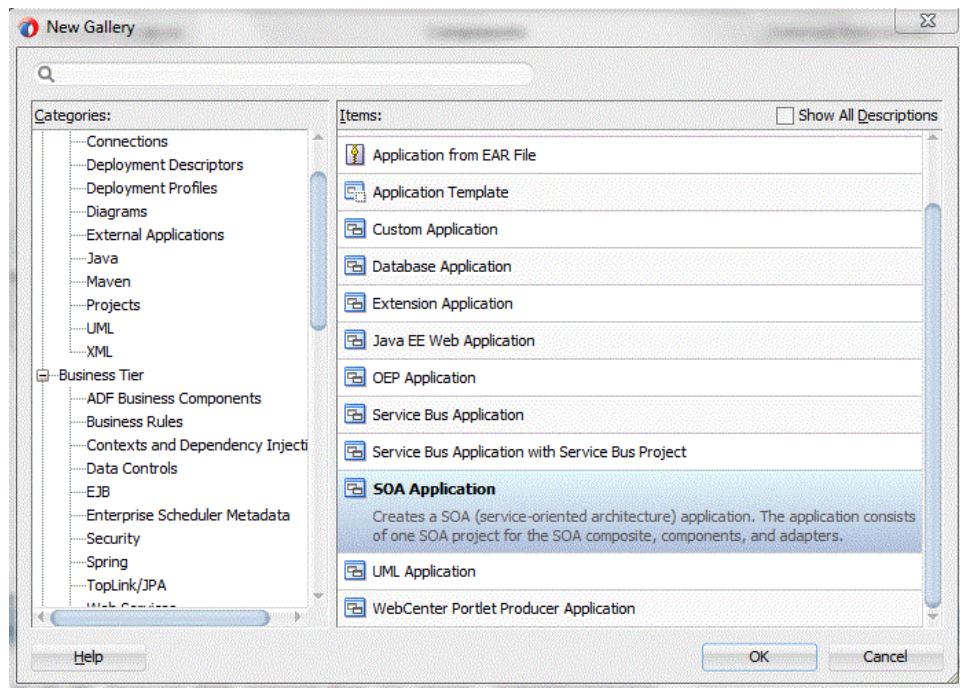 New Gallery
Categories:
Connections
Deployment Descriptors
Deployment Profiles
Diagrams
External Applications
Java
Maven
Projects
UML
XML
Business Tier
ADF Business Components
Business Rules
Contexts and Dependency Injecti
Data Controls
EJB
Enterprise Scheduler Metadata
Security
Spring
TopLink/JPA
Items:
Show All Descriptions
Application from EAR File
Application Template
Custom Application
Database Application
Extension Application
Java EE Web Application
OEP Application
Service Bus Application
Service Bus Application with Service Bus Project
SOA Application
Creates a SOA (service-oriented architecture) application. The application consists
of one SOA project for the SOA composite, components, and adapters.
UML Application
WebCenter Portlet Producer Application
Help
OK
Cancel